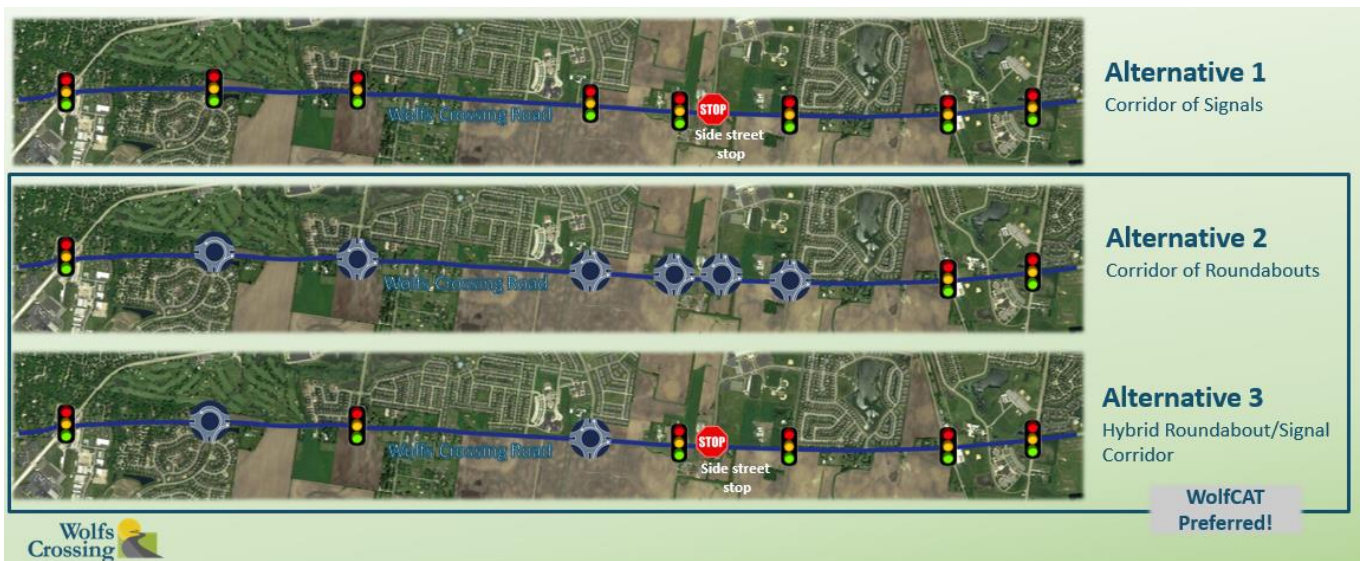 Alternative 1
Corridor of Signals
Wolfs Crossing Road
STOP
Side street
stop
Alternative 2
Corridor of Roundabouts
Wolfs Crossing Road
Alternative 3
Hybrid Roundabout/Signal
Corridor
Wolfs Crossing Road
STOP
Side street
stop
WolfCAT
Preferred!
Wolfs
Crossing